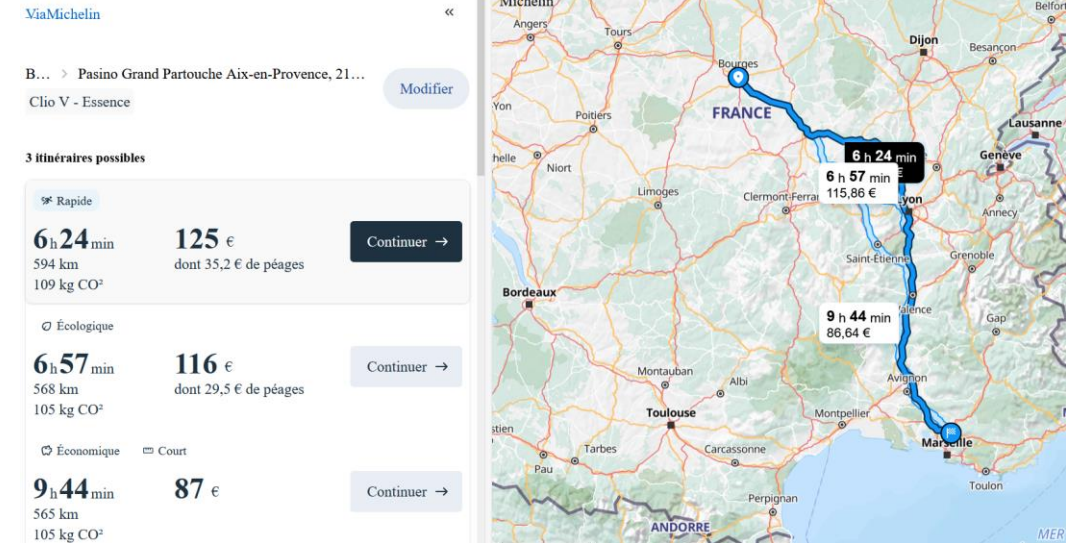 ViaMichelin
«
B… > Pasino Grand Partouche Aix-en-Provence, 21…
Modifier
Clio V - Essence
3 itinéraires possibles
Rapide
6h24min
125 €
Continuer →
594 km
dont 35,2 € de péages
109 kg CO²
Écologique
6h57min
116 €
Continuer →
568 km
dont 29,5 € de péages
105 kg CO²
Économique
Court
9h44min
87 €
Continuer →
565 km
105 kg CO²
Michelin
Belfort
Angers
Tours
Dijon
Besançon
Bourges
FRANCE
Yon
Poitiers
Lausanne
helle
Niort
6 h 24 min
€
Genève
6 h 57 min
115,86 €
Limoges
Clermont-Ferra
yon
Annecy
Saint-Étienne
Grenoble
Bordeaux
9 h 44 min
86,64 €
alence
Gap
Montauban
Albi
Avignon
Toulouse
Montpellier
stien
Tarbes
Carcassonne
Marseille
Pau
Toulon
Perpignan
ANDORRE
MER